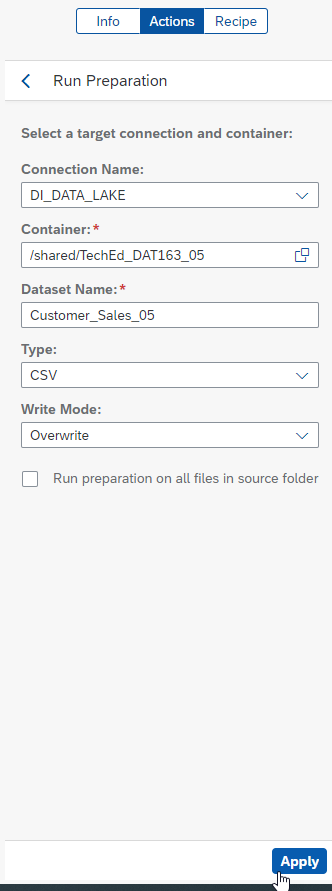 Info Actions Recipe
Run Preparation
Select a target connection and container:
Connection Name:
DI_DATA_LAKE
Container:*
/shared/TechEd_DAT163_05
Dataset Name:*
Customer_Sales_05
Type:
CSV
Write Mode:
Overwrite
Run preparation on all files in source folder
Apply